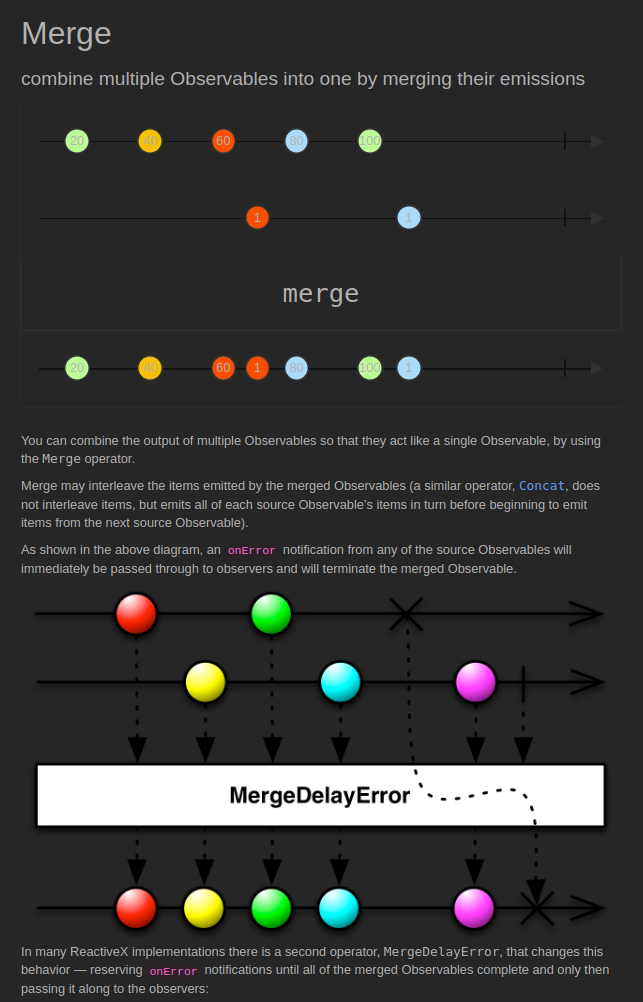 Merge
combine multiple Observables into one by merging their emissions
20 40 60 80 100
1 1
merge
20 40 60 1 80 100 1
You can combine the output of multiple Observables so that they act like a single Observable, by using
the Merge operator.
Merge may interleave the items emitted by the merged Observables (a similar operator, Concat, does
not interleave items, but emits all of each source Observable's items in turn before beginning to emit
items from the next source Observable).
As shown in the above diagram, an onError notification from any of the source Observables will
immediately be passed through to observers and will terminate the merged Observable.
MergeDelayError
In many ReactiveX implementations there is a second operator, MergeDelayError, that changes this
behavior — reserving onError notifications until all of the merged Observables complete and only then
passing it along to the observers: